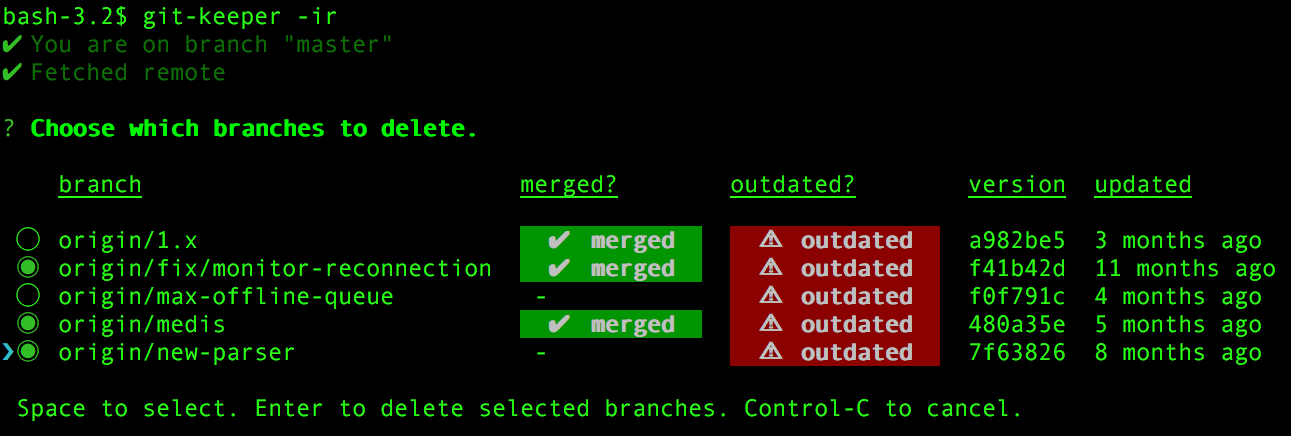 bash-3.2$ git-keeper -ir
✔ You are on branch "master"
✔ Fetched remote
? Choose which branches to delete.
branch merged? outdated? version updated
◯ origin/1.x ✔ merged ⚠ outdated a982be5 3 months ago
◉ origin/fix/monitor-reconnection ✔ merged ⚠ outdated f41b42d 11 months ago
◯ origin/max-offline-queue - ⚠ outdated f0f791c 4 months ago
◉ origin/medis ✔ merged ⚠ outdated 480a35e 5 months ago
❯◉ origin/new-parser - ⚠ outdated 7f63826 8 months ago
Space to select. Enter to delete selected branches. Control-C to cancel.